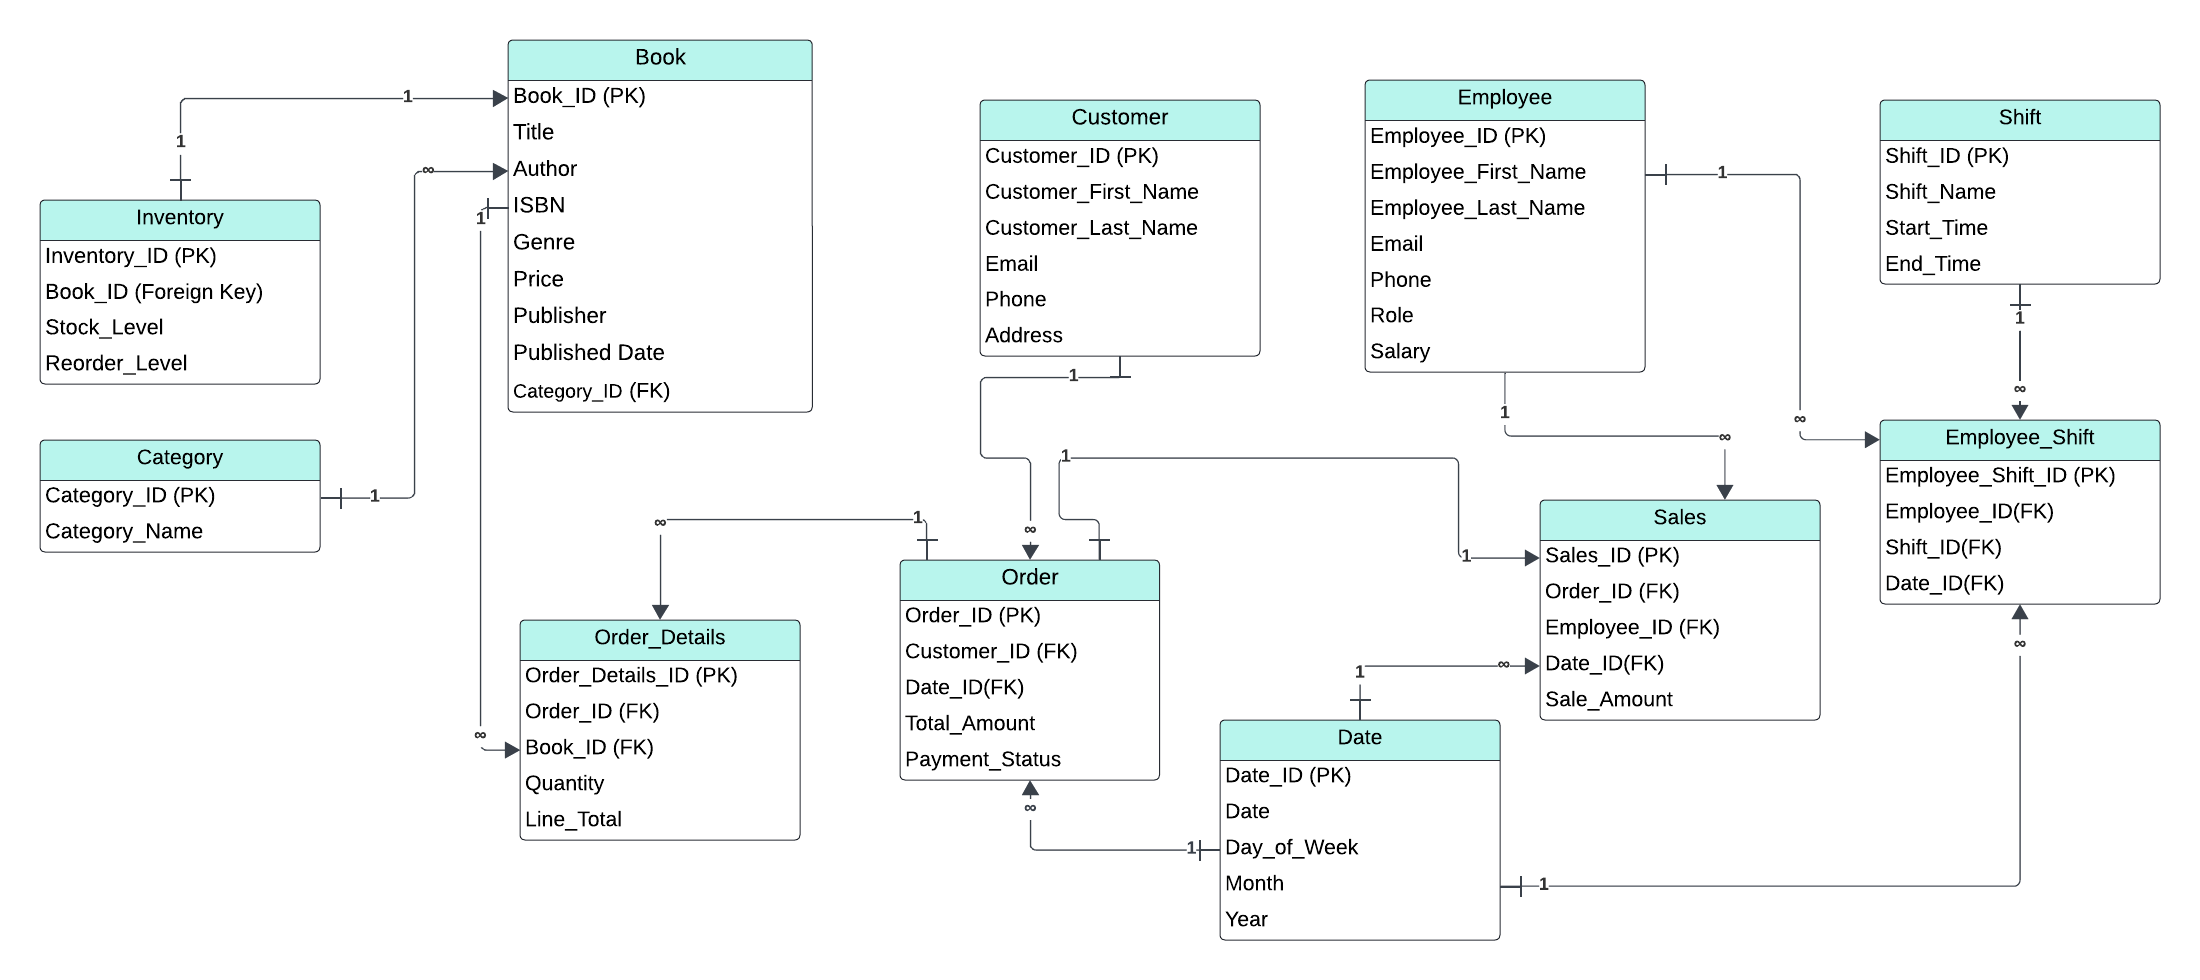 Book
Book_ID (PK)
Title
Author
ISBN
Genre
Price
Publisher
Published Date
Category_ID (FK)
1
1
∞
1
Inventory
Inventory_ID (PK)
Book_ID (Foreign Key)
Stock_Level
Reorder_Level
Category
Category_ID (PK)
Category_Name
1
∞
Customer
Customer_ID (PK)
Customer_First_Name
Customer_Last_Name
Email
Phone
Address
1
∞
Employee
Employee_ID (PK)
Employee_First_Name
Employee_Last_Name
Email
Phone
Role
Salary
1
∞
1
∞
Shift
Shift_ID (PK)
Shift_Name
Start_Time
End_Time
1
∞
Employee_Shift
Employee_Shift_ID (PK)
Employee_ID(FK)
Shift_ID(FK)
Date_ID(FK)
∞
1
∞
1
1
Order_Details
Order_Details_ID (PK)
Order_ID (FK)
Book_ID (FK)
Quantity
Line_Total
Order
Order_ID (PK)
Customer_ID (FK)
Date_ID(FK)
Total_Amount
Payment_Status
∞
1
Sales
Sales_ID (PK)
Order_ID (FK)
Employee_ID (FK)
Date_ID(FK)
Sale_Amount
1
∞
Date
Date_ID (PK)
Date
Day_of_Week
Month
Year
1